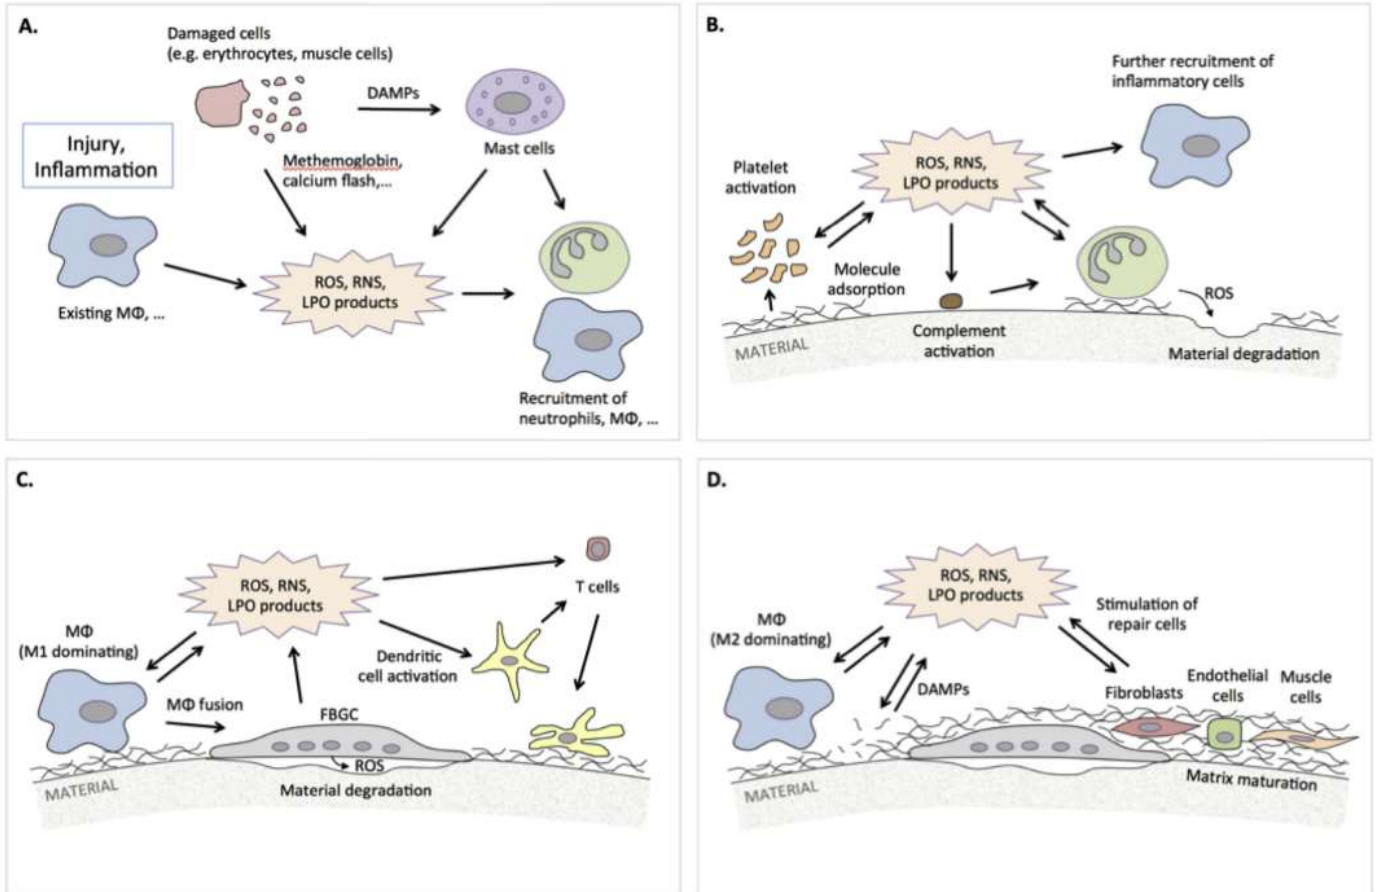 A.
Damaged cells
(e.g. erythrocytes, muscle cells)
DAMPs
Injury,
Inflammation
Mast cells
Methemoglobin,
calcium flash,...
ROS, RNS,
LPO products
Existing MΦ, ...
Recruitment of
neutrophils, MΦ, ...
B.
Further recruitment of
inflammatory cells
Platelet
activation
ROS, RNS,
LPO products
Molecule
adsorption
ROS
Complement
activation
MATERIAL
Material degradation
C.
ROS, RNS,
LPO products
T cells
MΦ
(M1 dominating)
Dendritic
cell activation
MΦ fusion
FBGC
ROS
MATERIAL
Material degradation
D.
ROS, RNS,
LPO products
Stimulation of
repair cells
MΦ
(M2 dominating)
DAMPs
Fibroblasts
Endothelial
cells
Muscle
cells
Matrix maturation
MATERIAL